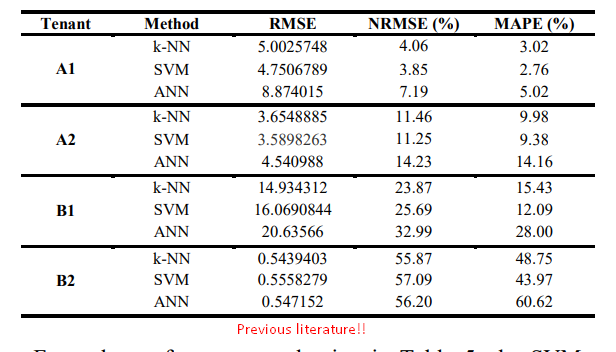 Tenant Method RMSE NRMSE (%) MAPE (%)
k-NN 5.0025748 4.06 3.02
A1 SVM 4.7506789 3.85 2.76
ANN 8.874015 7.19 5.02
k-NN 3.6548885 11.46 9.98
A2 SVM 3.5898263 11.25 9.38
ANN 4.540988 14.23 14.16
k-NN 14.934312 23.87 15.43
B1 SVM 16.0690844 25.69 12.09
ANN 20.63566 32.99 28.00
k-NN 0.5439403 55.87 48.75
B2 SVM 0.5558279 57.09 43.97
ANN 0.547152 56.20 60.62
Previous literature!!